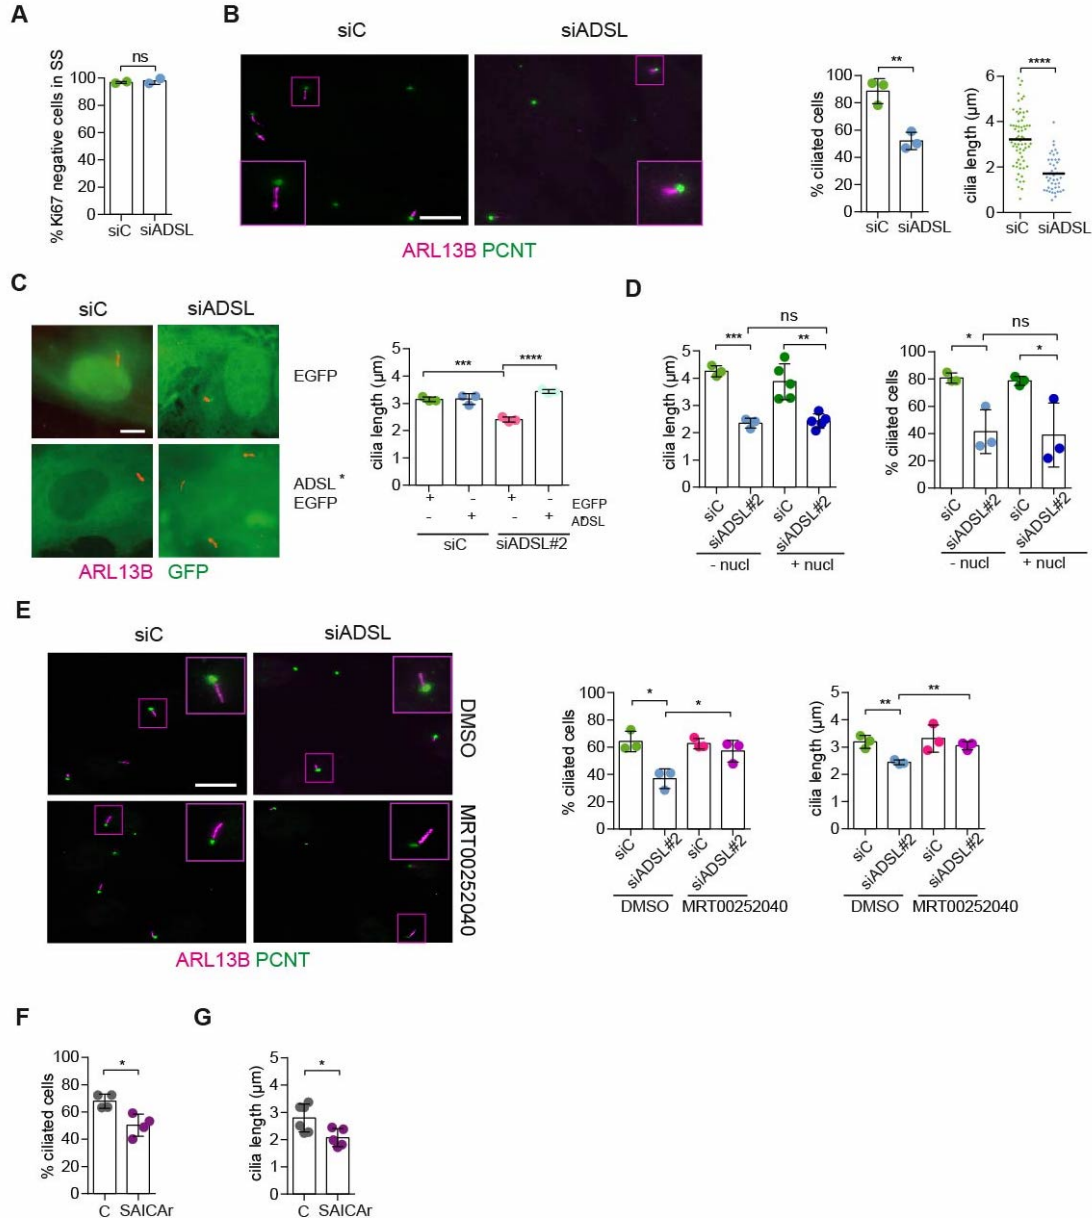 A
% Ki67 negative cells in SS
ns
100
80
60
40
20
0
siC siADSL
B
siC siADSL
ARL13B PCNT
% ciliated cells
**
100
80
60
40
20
0
siC
siADSL
cilia length (µm)
****
6
4
2
0
siC
siADSL
C
siC siADSL
EGFP
ADSL *
EGFP
ARL13B GFP
cilia length (µm)
*** ****
5
4
3
2
1
0
+ - + - EGFP
- + - + ADSL
siC siADSL#2
D
cilia length (µm)
ns
*** **
5
4
3
2
1
0
siC siADSL#2 siC siADSL#2
- nucl + nucl
% ciliated cells
ns
* *
100
80
60
40
20
0
siC siADSL#2 siC siADSL#2
- nucl + nucl
E
siC siADSL
DMSO
MRT00252040
ARL13B PCNT
% ciliated cells
* *
100
80
60
40
20
0
siC siADSL#2 siC siADSL#2
DMSO MRT00252040
cilia length (µm)
** **
5
4
3
2
1
0
siC siADSL#2 siC siADSL#2
DMSO MRT00252040
F
% ciliated cells
*
100
80
60
40
20
0
C SAICAr
G
cilia length (µm)
*
5
4
3
2
1
0
C SAICAr